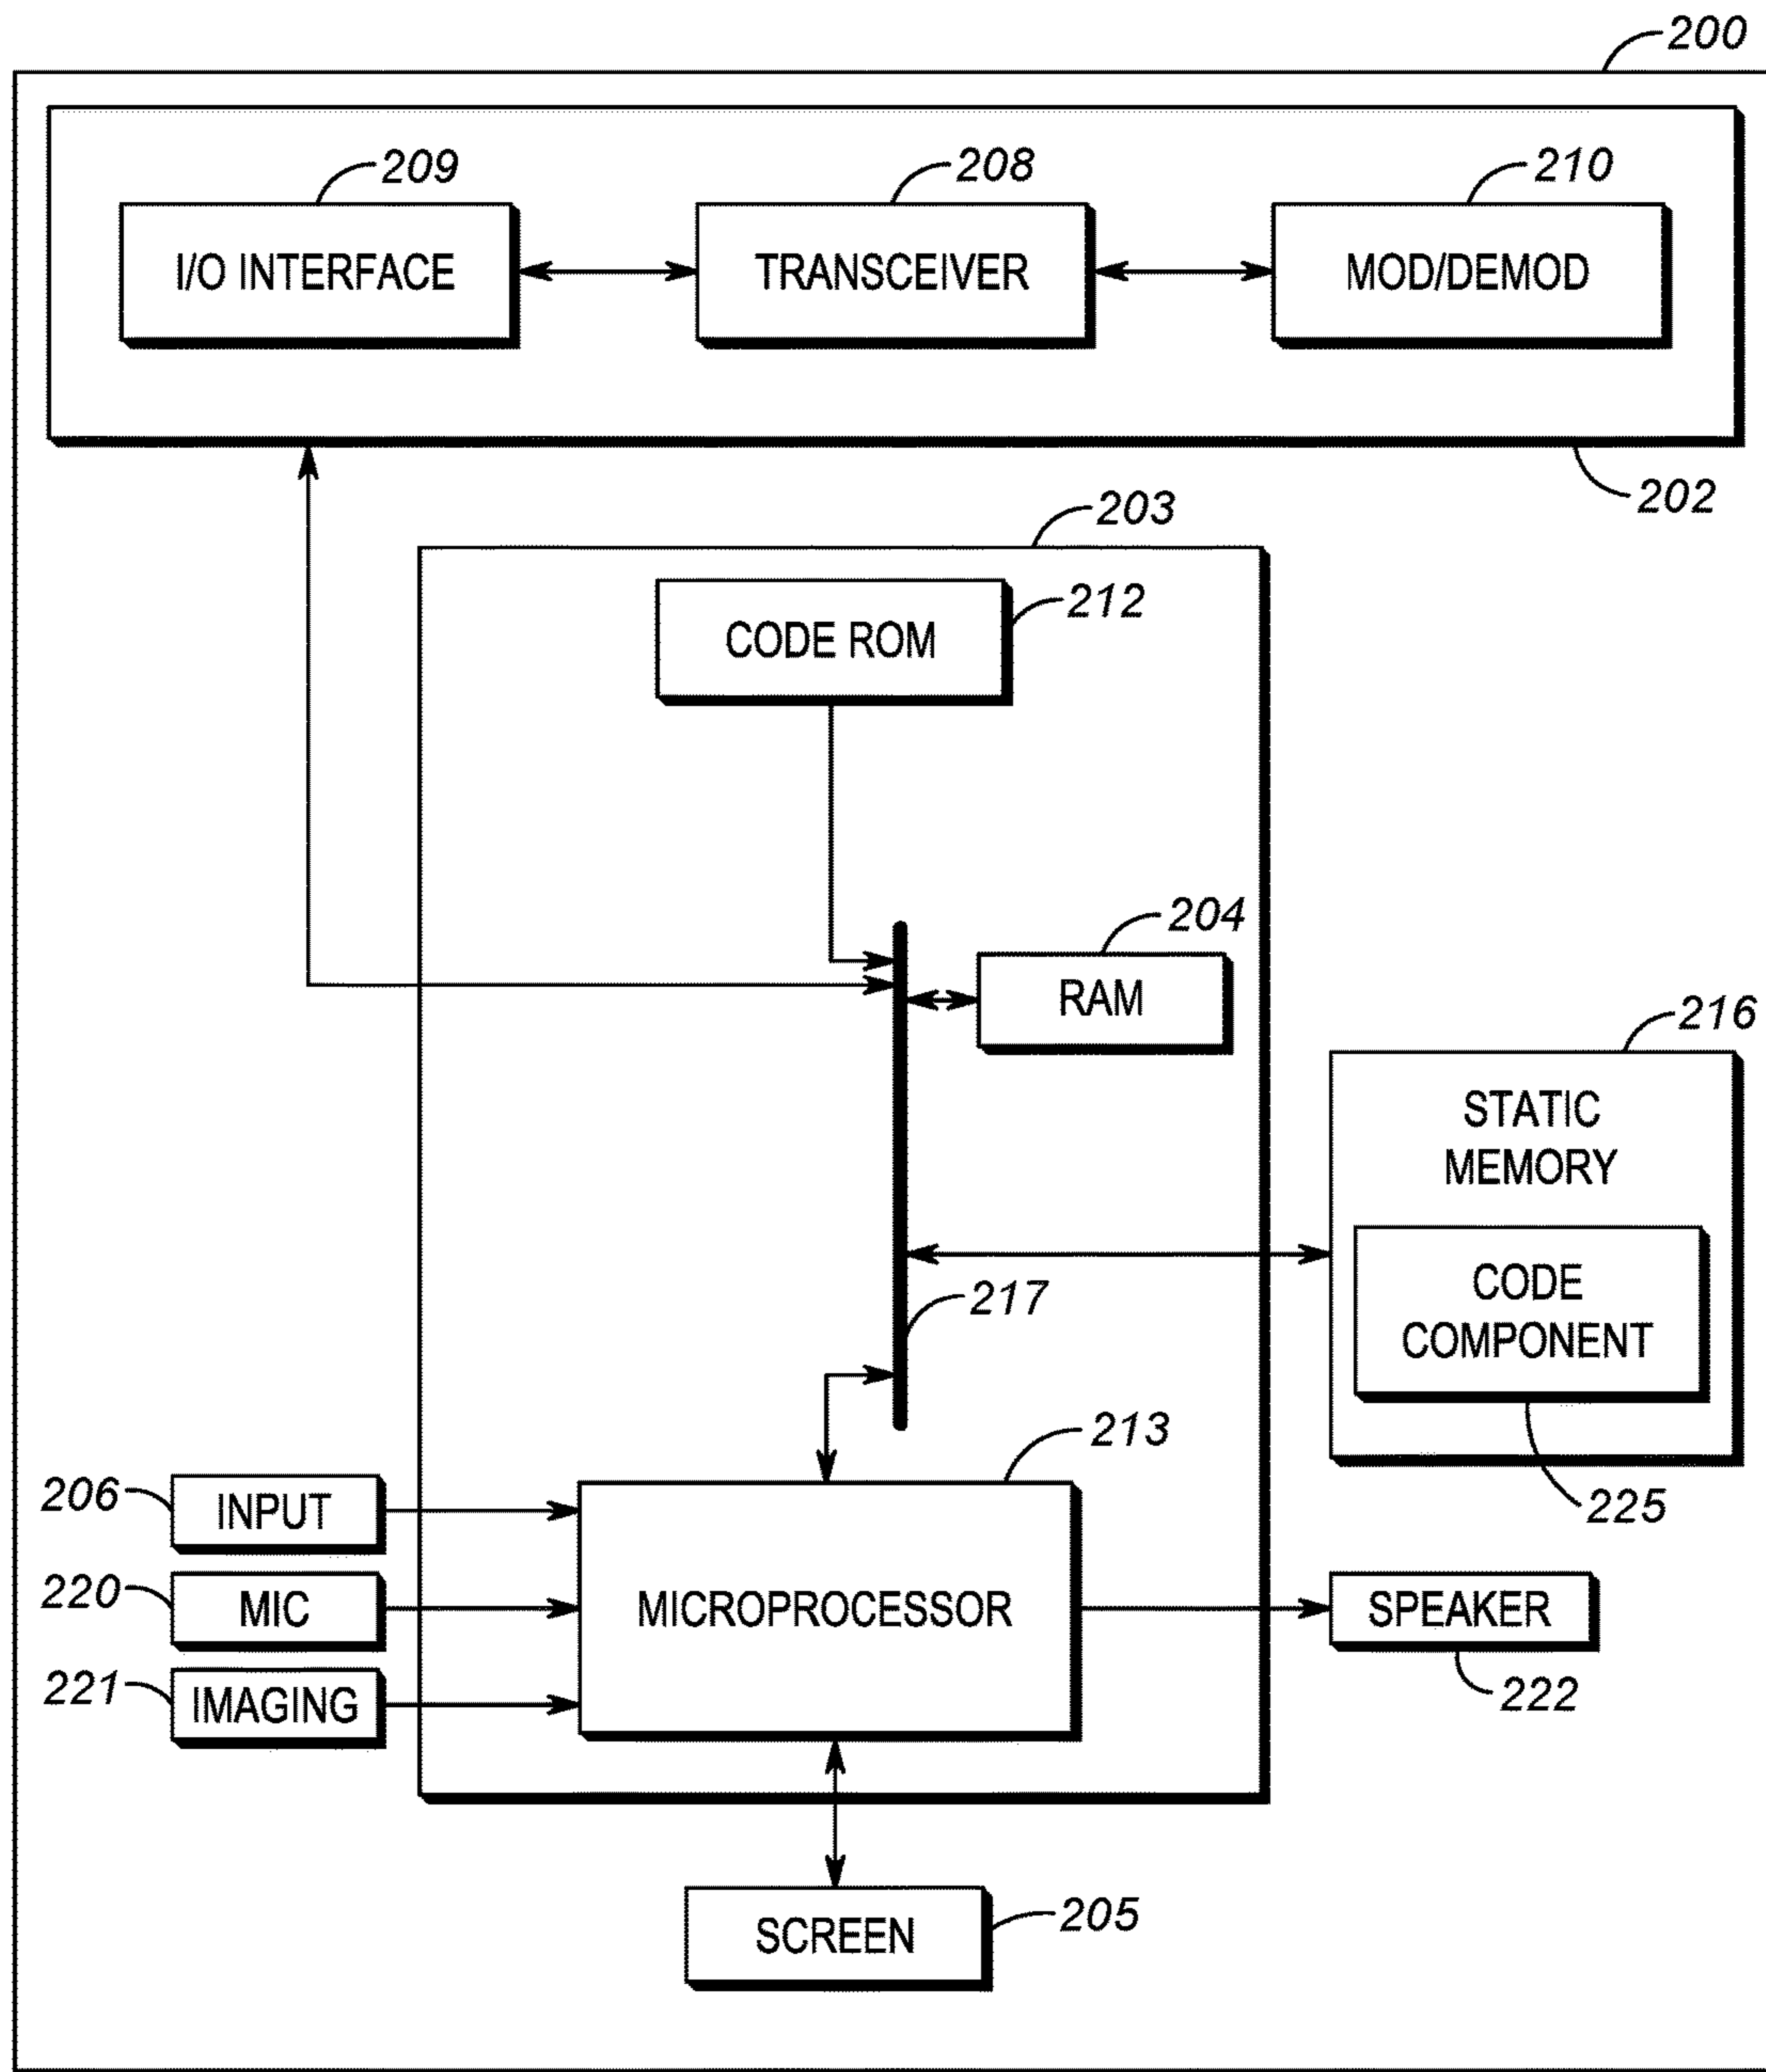 200
209
208
210
I/O INTERFACE
TRANSCEIVER
MOD/DEMOD
202
203
CODE ROM
212
204
RAM
216
STATIC
MEMORY
CODE
COMPONENT
217
225
213
206
INPUT
220
MIC
221
IMAGING
MICROPROCESSOR
SPEAKER
222
SCREEN
205